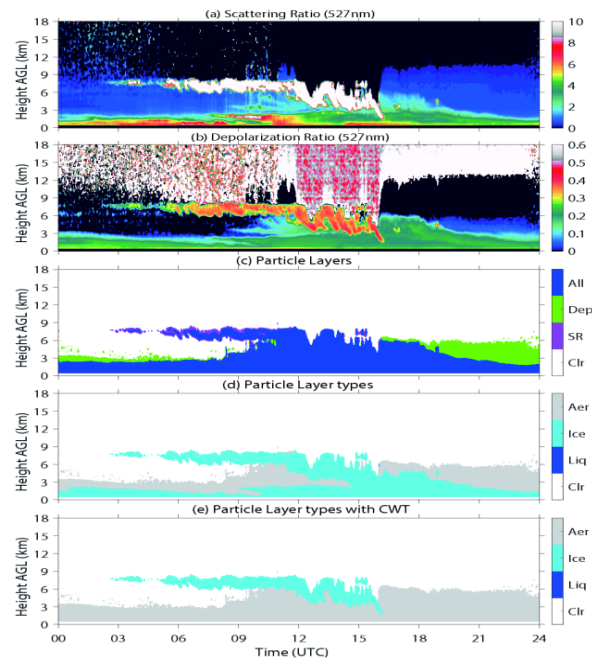 (a) Scattering Ratio (527nm)
Height AGL (km)
18
15
12
9
6
3
0
10
8
6
4
2
0
(b) Depolarization Ratio (527nm)
Height AGL (km)
18
15
12
9
6
3
0
0.6
0.5
0.4
0.3
0.2
0.1
0
(c) Particle Layers
Height AGL (km)
18
15
12
9
6
3
0
All
Dep
SR
Clr
(d) Particle Layer types
Height AGL (km)
18
15
12
9
6
3
0
Aer
Ice
Liq
Clr
(e) Particle Layer types with CWT
Height AGL (km)
18
15
12
9
6
3
0
Aer
Ice
Liq
Clr
00 03 06 09 12 15 18 21 24
Time (UTC)